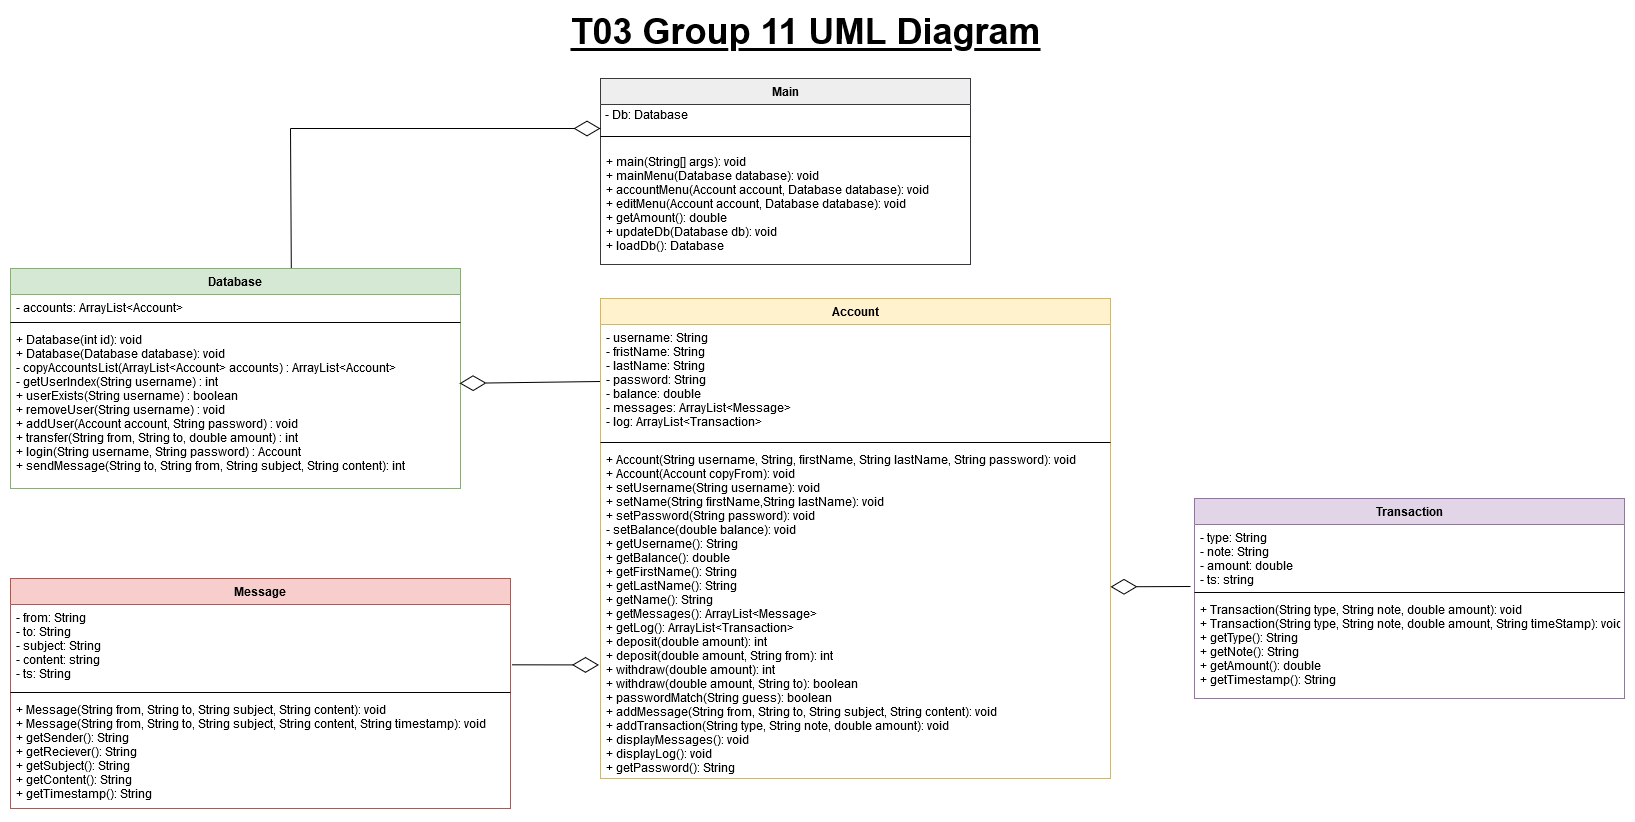 T03 Group 11 UML Diagram
Main
- Db: Database
+ main(String[] args): void
+ mainMenu(Database database): void
+ accountMenu(Account account, Database database): void
+ editMenu(Account account, Database database): void
+ getAmount(): double
+ updateDb(Database db): void
+ loadDb(): Database
Database
- accounts: ArrayList<Account>
+ Database(int id): void
+ Database(Database database): void
- copyAccountsList(ArrayList<Account> accounts) : ArrayList<Account>
- getUserIndex(String username) : int
+ userExists(String username) : boolean
+ removeUser(String username) : void
+ addUser(Account account, String password) : void
+ transfer(String from, String to, double amount) : int
+ login(String username, String password) : Account
+ sendMessage(String to, String from, String subject, String content): int
Account
- username: String
- fristName: String
- lastName: String
- password: String
- balance: double
- messages: ArrayList<Message>
- log: ArrayList<Transaction>
+ Account(String username, String, firstName, String lastName, String password): void
+ Account(Account copyFrom): void
+ setUsername(String username): void
+ setName(String firstName,String lastName): void
+ setPassword(String password): void
- setBalance(double balance): void
+ getUsername(): String
+ getBalance(): double
+ getFirstName(): String
+ getLastName(): String
+ getName(): String
+ getMessages(): ArrayList<Message>
+ getLog(): ArrayList<Transaction>
+ deposit(double amount): int
+ deposit(double amount, String from): int
+ withdraw(double amount): int
+ withdraw(double amount, String to): boolean
+ passwordMatch(String guess): boolean
+ addMessage(String from, String to, String subject, String content): void
+ addTransaction(String type, String note, double amount): void
+ displayMessages(): void
+ displayLog(): void
+ getPassword(): String
Transaction
- type: String
- note: String
- amount: double
- ts: string
+ Transaction(String type, String note, double amount): void
+ Transaction(String type, String note, double amount, String timeStamp): void
+ getType(): String
+ getNote(): String
+ getAmount(): double
+ getTimestamp(): String
Message
- from: String
- to: String
- subject: String
- content: string
- ts: String
+ Message(String from, String to, String subject, String content): void
+ Message(String from, String to, String subject, String content, String timestamp): void
+ getSender(): String
+ getReciever(): String
+ getSubject(): String
+ getContent(): String
+ getTimestamp(): String